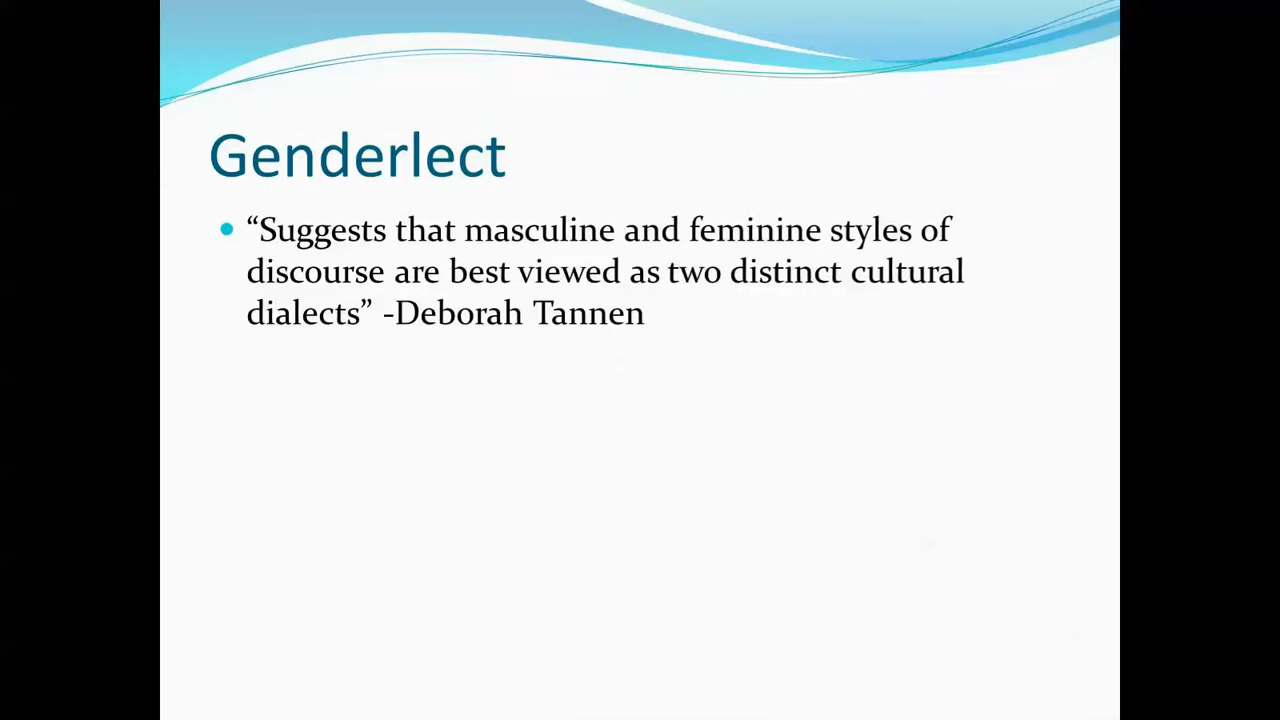 Genderlect
“Suggests that masculine and feminine styles of
discourse are best viewed as two distinct cultural
dialects” -Deborah Tannen